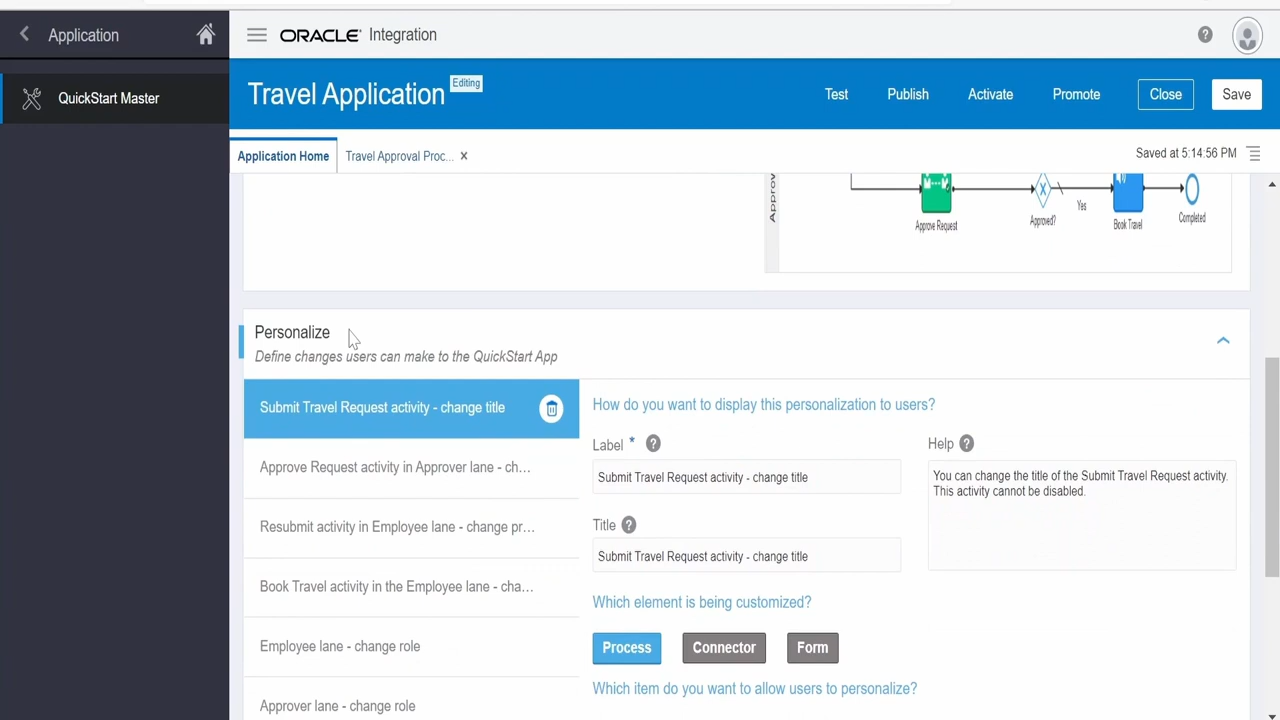 Application
ORACLE Integration
QuickStart Master
Travel Application
Editing
Test
Publish
Activate
Promote
Close
Save
Application Home
Travel Approval Proc...
Saved at 5:14:56 PM
Approve Request
Approved?
Yes
Book Travel
Completed
Personalize
Define changes users can make to the QuickStart App
Submit Travel Request activity - change title
Approve Request activity in Approver lane - ch...
Resubmit activity in Employee lane - change pr...
Book Travel activity in the Employee lane - cha...
Employee lane - change role
Approver lane - change role
How do you want to display this personalization to users?
Label *
Submit Travel Request activity - change title
Title
Submit Travel Request activity - change title
Help
You can change the title of the Submit Travel Request activity.
This activity cannot be disabled.
Which element is being customized?
Process
Connector
Form
Which item do you want to allow users to personalize?